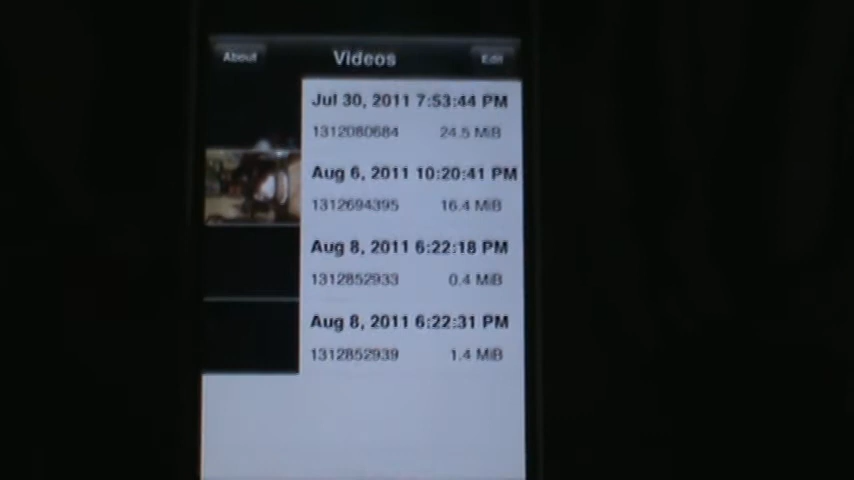 About Videos Edit
Jul 30, 2011 7:53:44 PM
1312080684 24.5 MiB
Aug 6, 2011 10:20:41 PM
1312694395 16.4 MiB
Aug 8, 2011 6:22:18 PM
1312852933 0.4 MiB
Aug 8, 2011 6:22:31 PM
1312852939 1.4 MiB